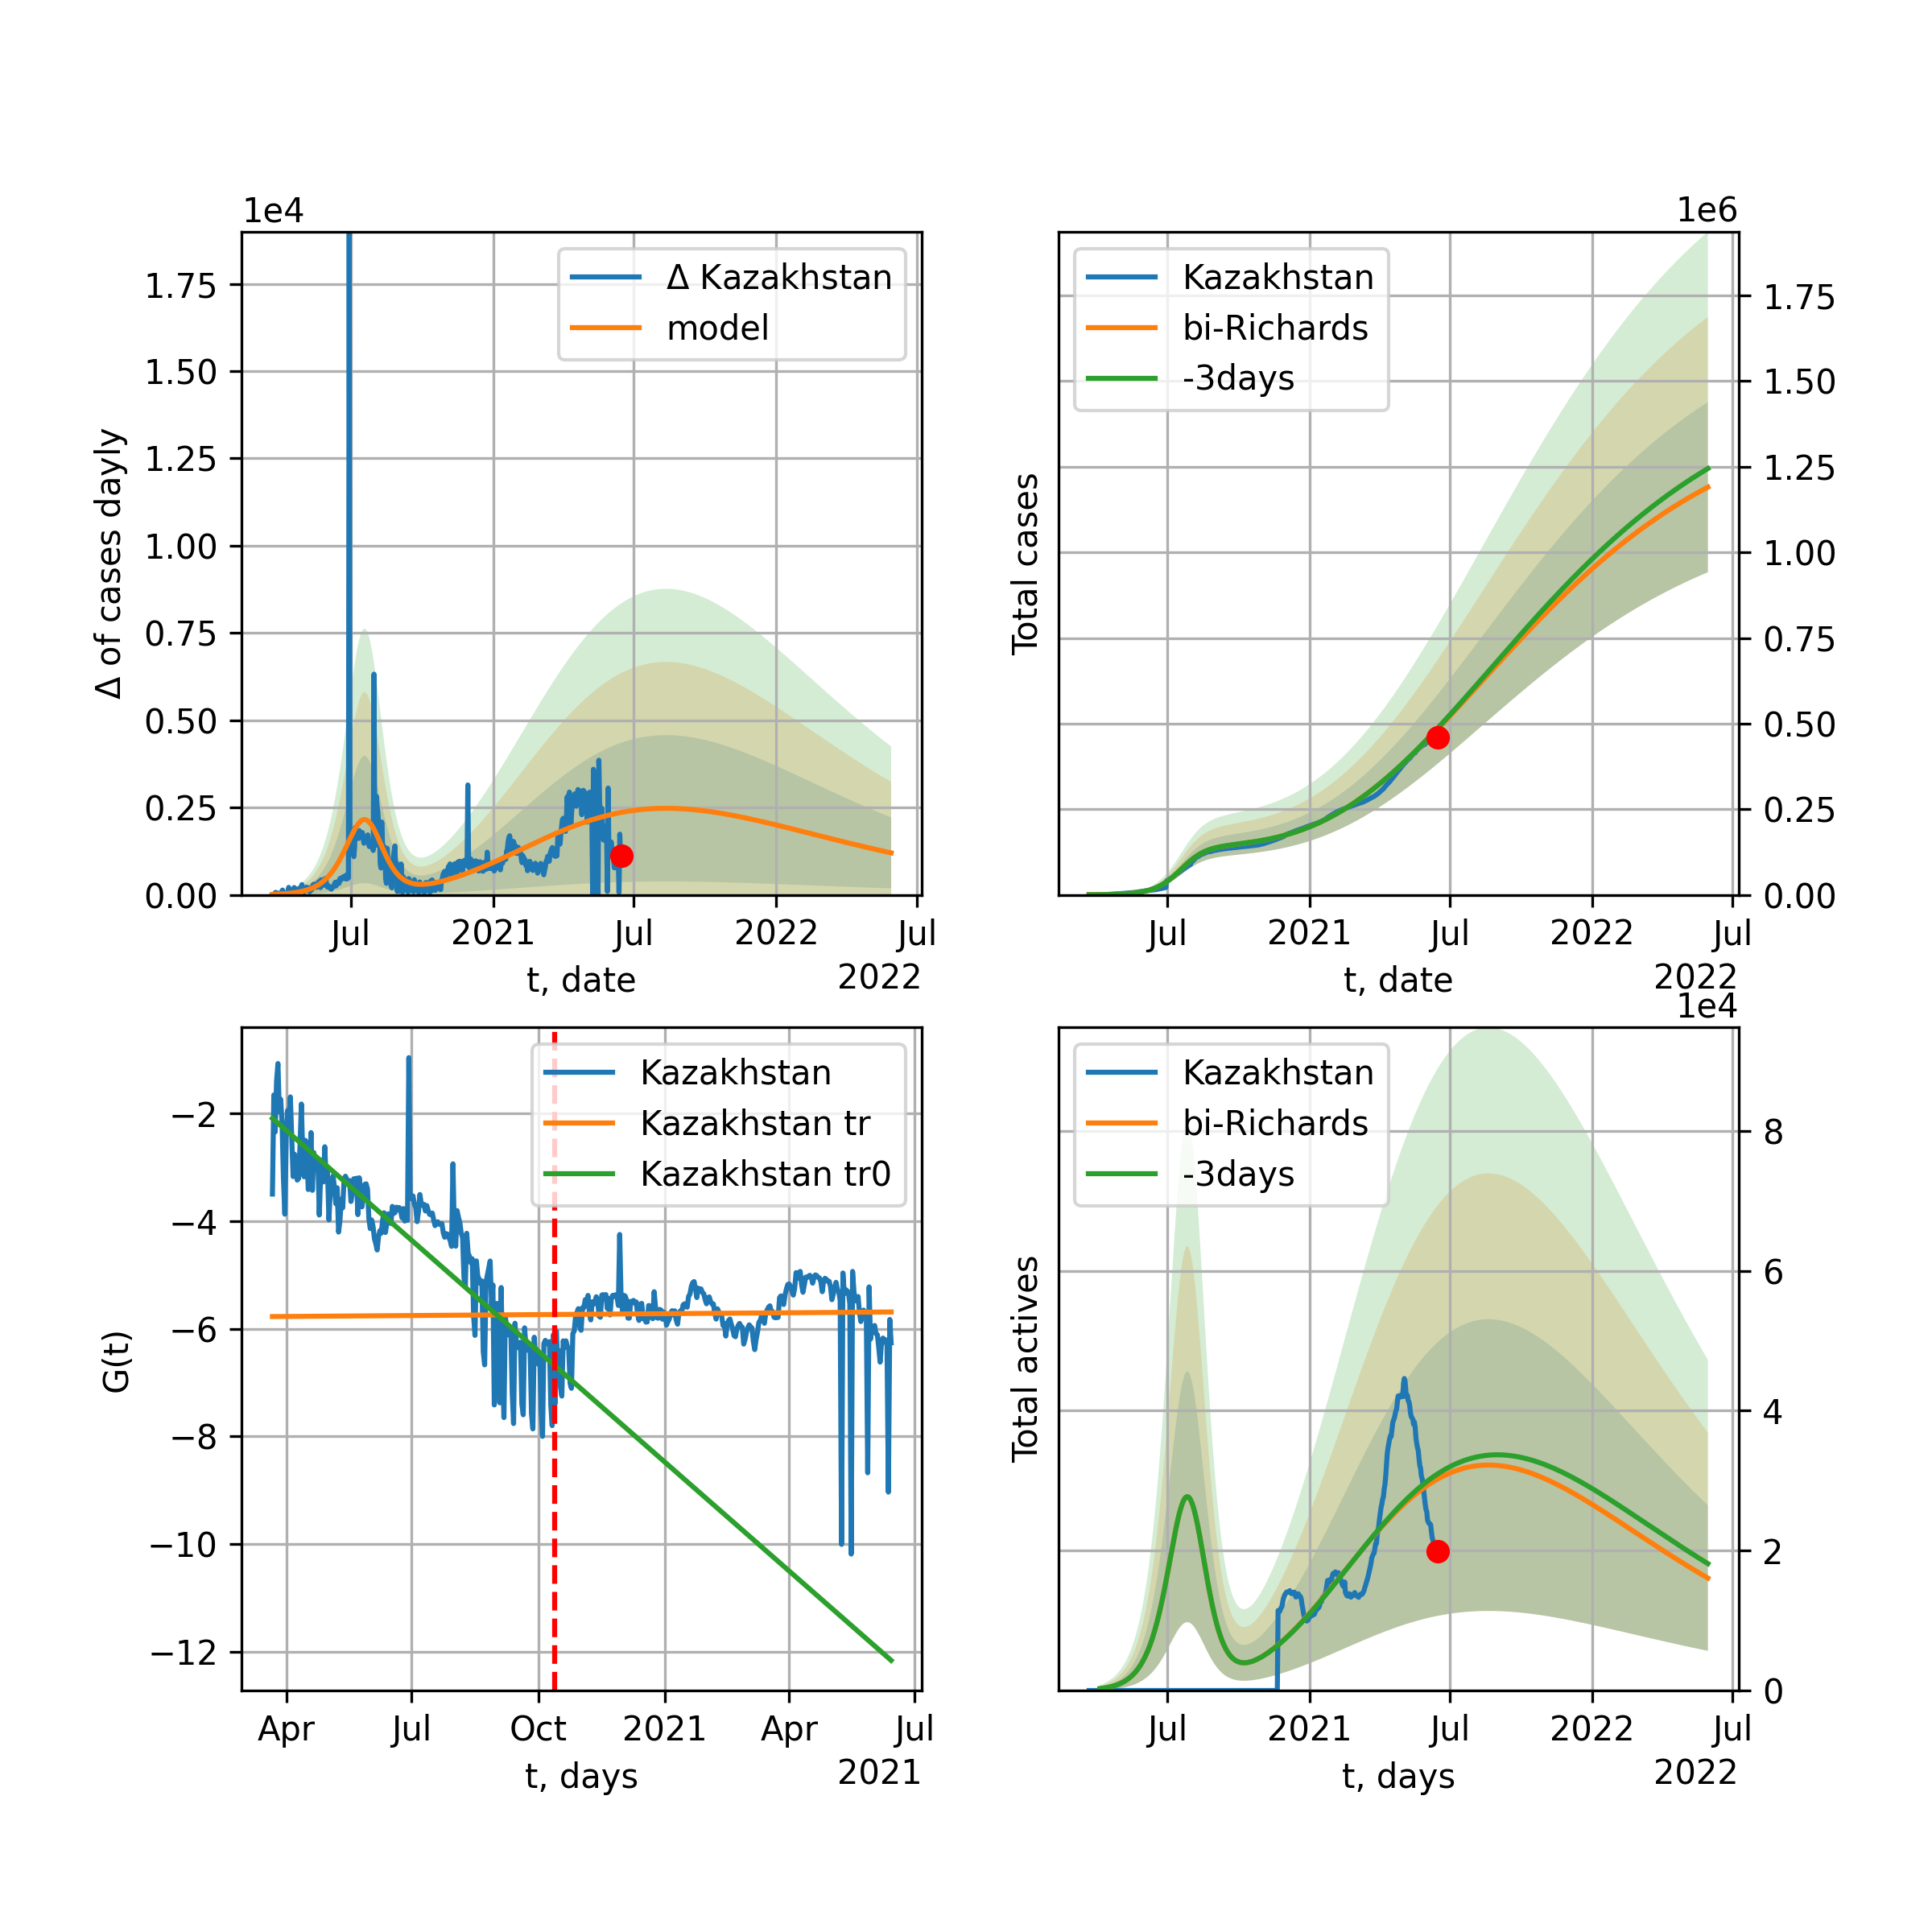 1e4
Δ of cases dayly
1.75
1.50
1.25
1.00
0.75
0.50
0.25
0.00
Δ Kazakhstan
model
Jul
2021
Jul
2022
Jul
t, date
2022
1e6
Total cases
Kazakhstan
bi-Richards
-3days
1.75
1.50
1.25
1.00
0.75
0.50
0.25
0.00
Jul
2021
Jul
2022
Jul
t, date
2022
G(t)
−2
−4
−6
−8
−10
−12
Kazakhstan
Kazakhstan tr
Kazakhstan tr0
Apr
Jul
Oct
2021
Apr
Jul
t, days
2021
1e4
Total actives
Kazakhstan
bi-Richards
-3days
8
6
4
2
0
Jul
2021
Jul
2022
Jul
t, days
2022